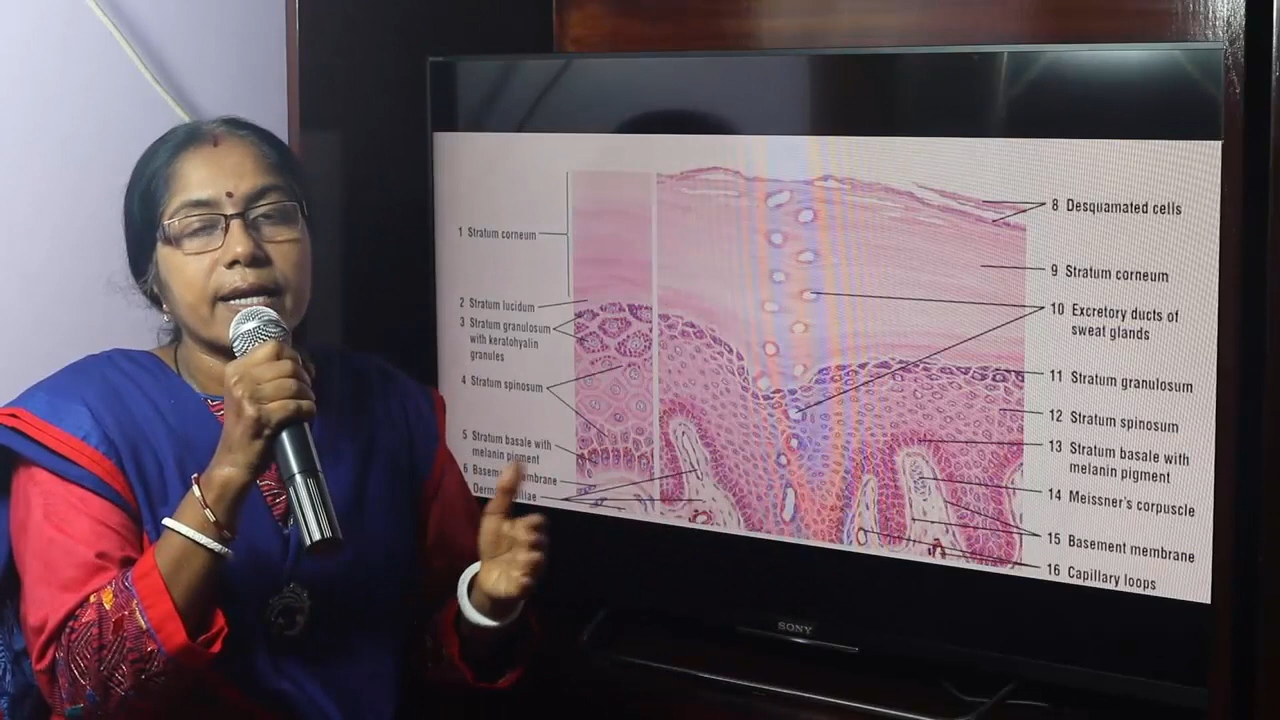 1 Stratum corneum
2 Stratum lucidum
3 Stratum granulosum
with keratohyalin
granules
4 Stratum spinosum
5 Stratum basale with
melanin pigment
6
8 Desquamated cells
9 Stratum corneum
10 Excretory ducts of
sweat glands
11 Stratum granulosum
12 Stratum spinosum
13 Stratum basale with
melanin pigment
14 Meissner's corpuscle
15 Basement membrane
16 Capillary loops
SONY